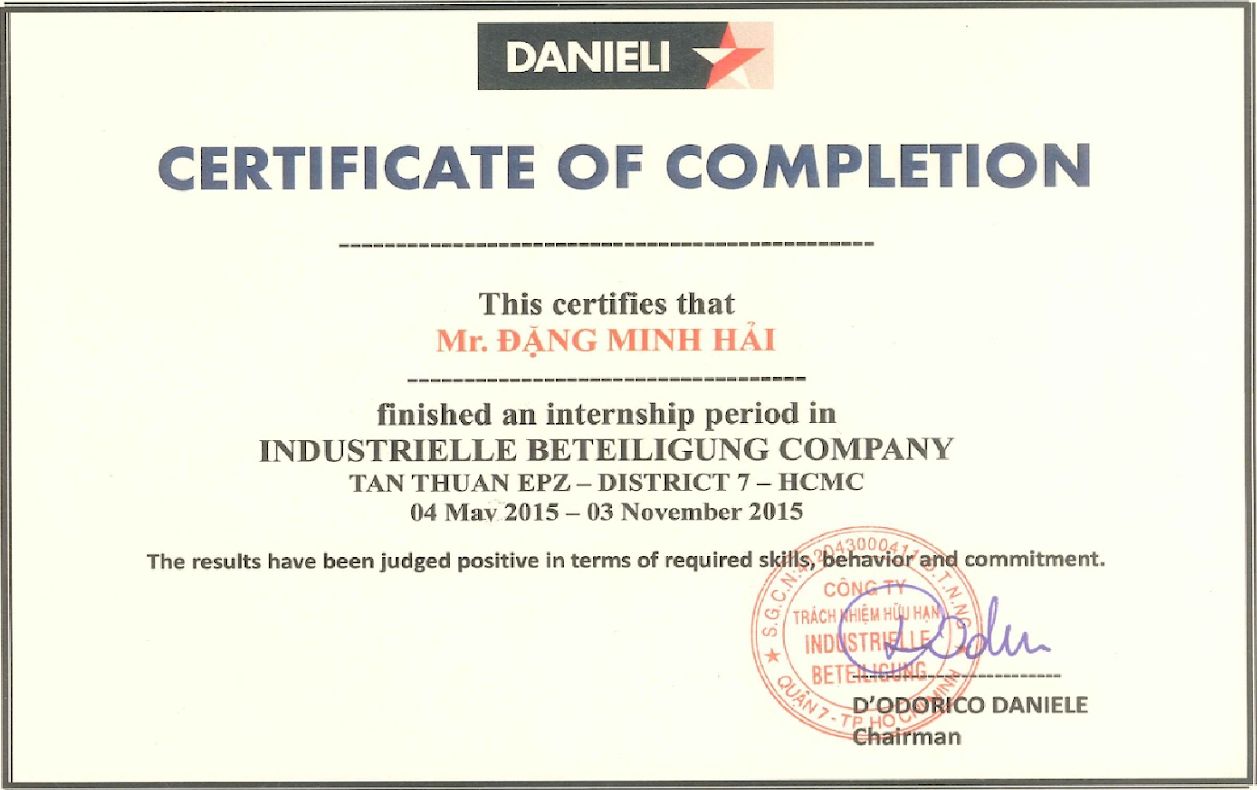 DANIELI
CERTIFICATE OF COMPLETION
This certifies that
Mr. ĐẶNG MINH HẢI
finished an internship period in
INDUSTRIELLE BETEILIGUNG COMPANY
TAN THUAN EPZ – DISTRICT 7 – HCMC
04 May 2015 – 03 November 2015
The results have been judged positive in terms of required skills, behavior and commitment.
CÔNG TY
TRÁCH NHIỆM HỮU HẠN
INDUSTRIELLE
BETEILIGUNG
QUẬN 7 - TP HỒ CHÍ MINH
D'ODORICO DANIELE
Chairman